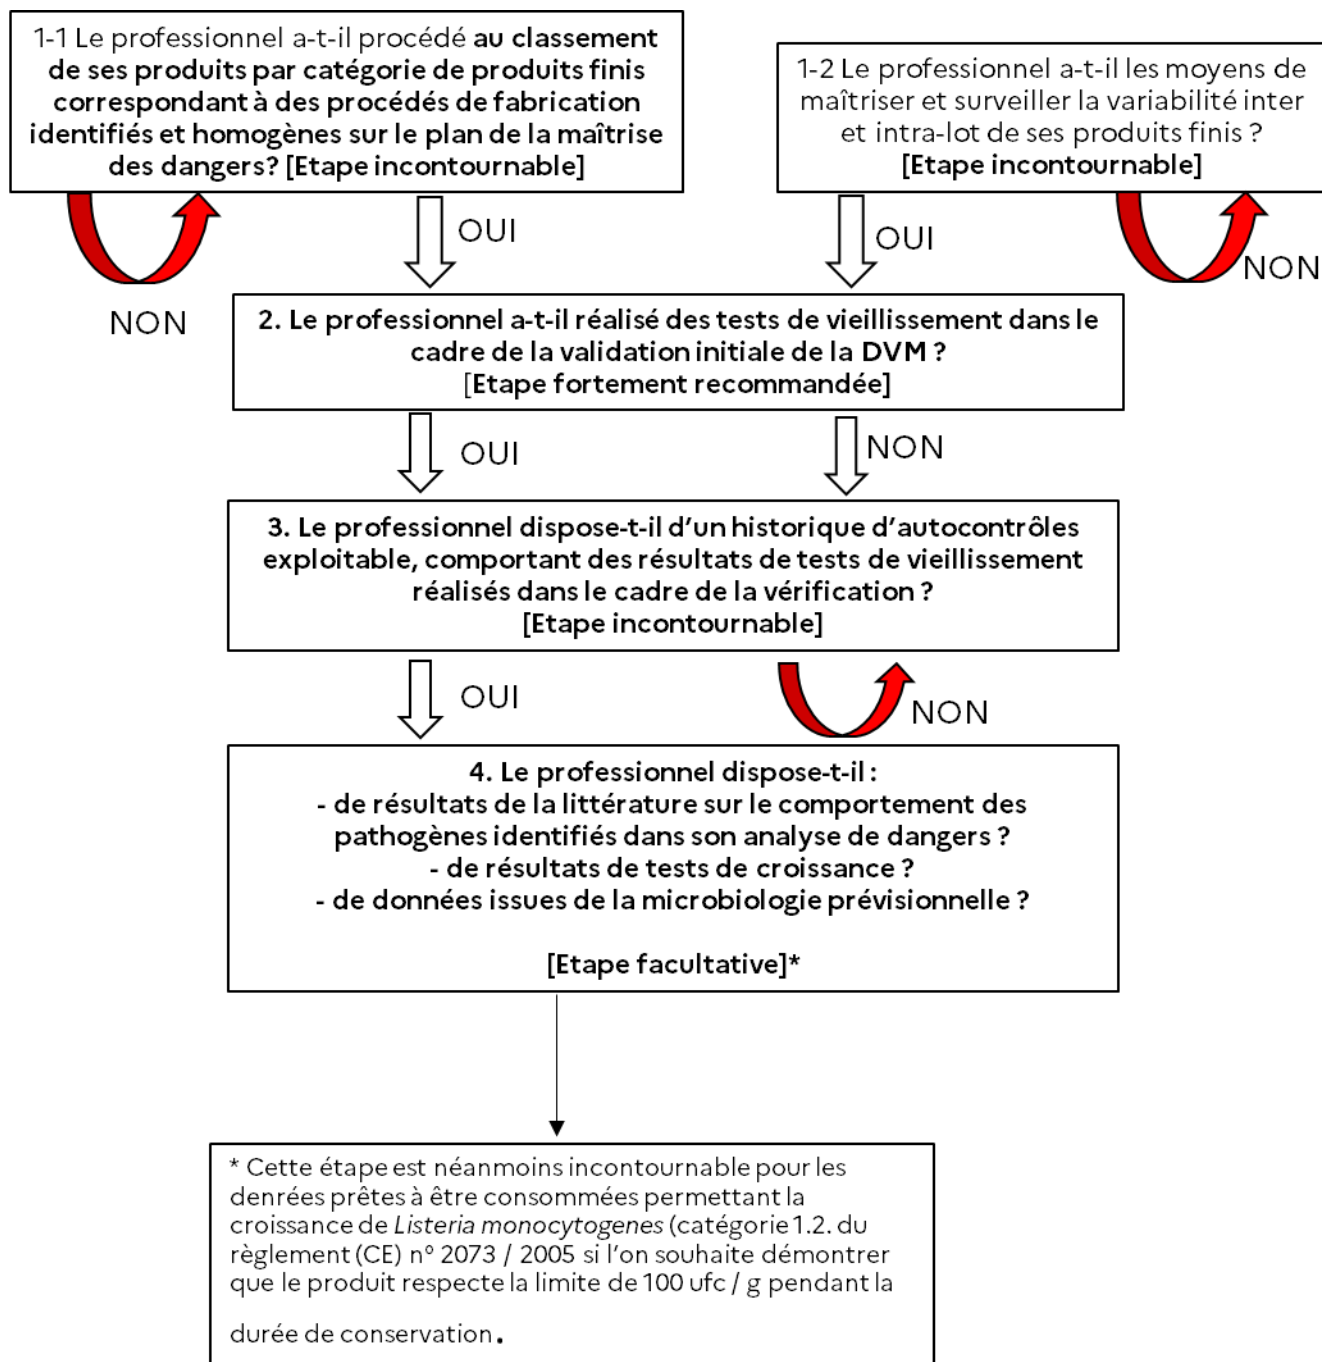 1-1 Le professionnel a-t-il procédé au classement
de ses produits par catégorie de produits finis
correspondant à des procédés de fabrication
identifiés et homogènes sur le plan de la maîtrise
des dangers? [Etape incontournable]
1-2 Le professionnel a-t-il les moyens de
maîtriser et surveiller la variabilité inter
et intra-lot de ses produits finis ?
[Etape incontournable]
OUI
NON
OUI
NON
2. Le professionnel a-t-il réalisé des tests de vieillissement dans le
cadre de la validation initiale de la DVM ?
[Etape fortement recommandée]
OUI
NON
3. Le professionnel dispose-t-il d’un historique d’autocontrôles
exploitable, comportant des résultats de tests de vieillissement
réalisés dans le cadre de la vérification ?
[Etape incontournable]
OUI
NON
4. Le professionnel dispose-t-il :
- de résultats de la littérature sur le comportement des
pathogènes identifiés dans son analyse de dangers ?
- de résultats de tests de croissance ?
- de données issues de la microbiologie prévisionnelle ?
[Etape facultative]*
* Cette étape est néanmoins incontournable pour les
denrées prêtes à être consommées permettant la
croissance de Listeria monocytogenes (catégorie 1.2. du
règlement (CE) n° 2073 / 2005 si l’on souhaite démontrer
que le produit respecte la limite de 100 ufc / g pendant la
durée de conservation.